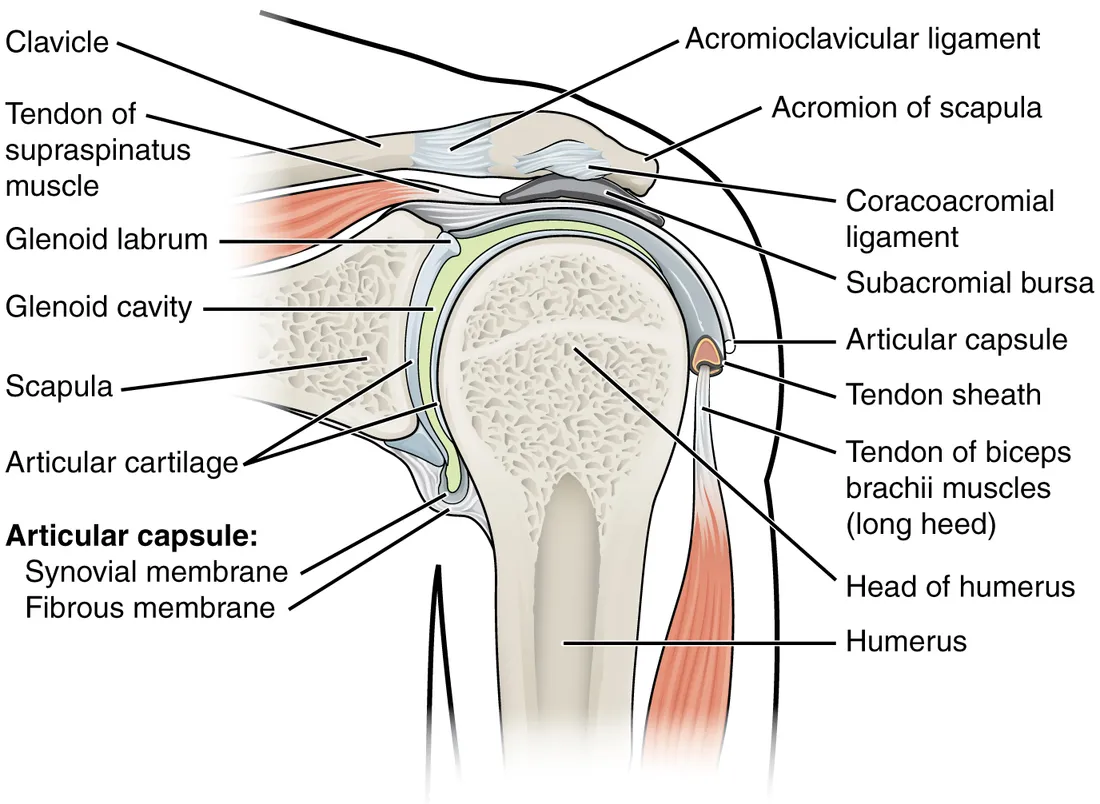 Clavicle
Tendon of
supraspinatus
muscle
Glenoid labrum
Glenoid cavity
Scapula
Articular cartilage
Articular capsule:
Synovial membrane
Fibrous membrane
Acromioclavicular ligament
Acromion of scapula
Coracoacromial
ligament
Subacromial bursa
Articular capsule
Tendon sheath
Tendon of biceps
brachii muscles
(long heed)
Head of humerus
Humerus